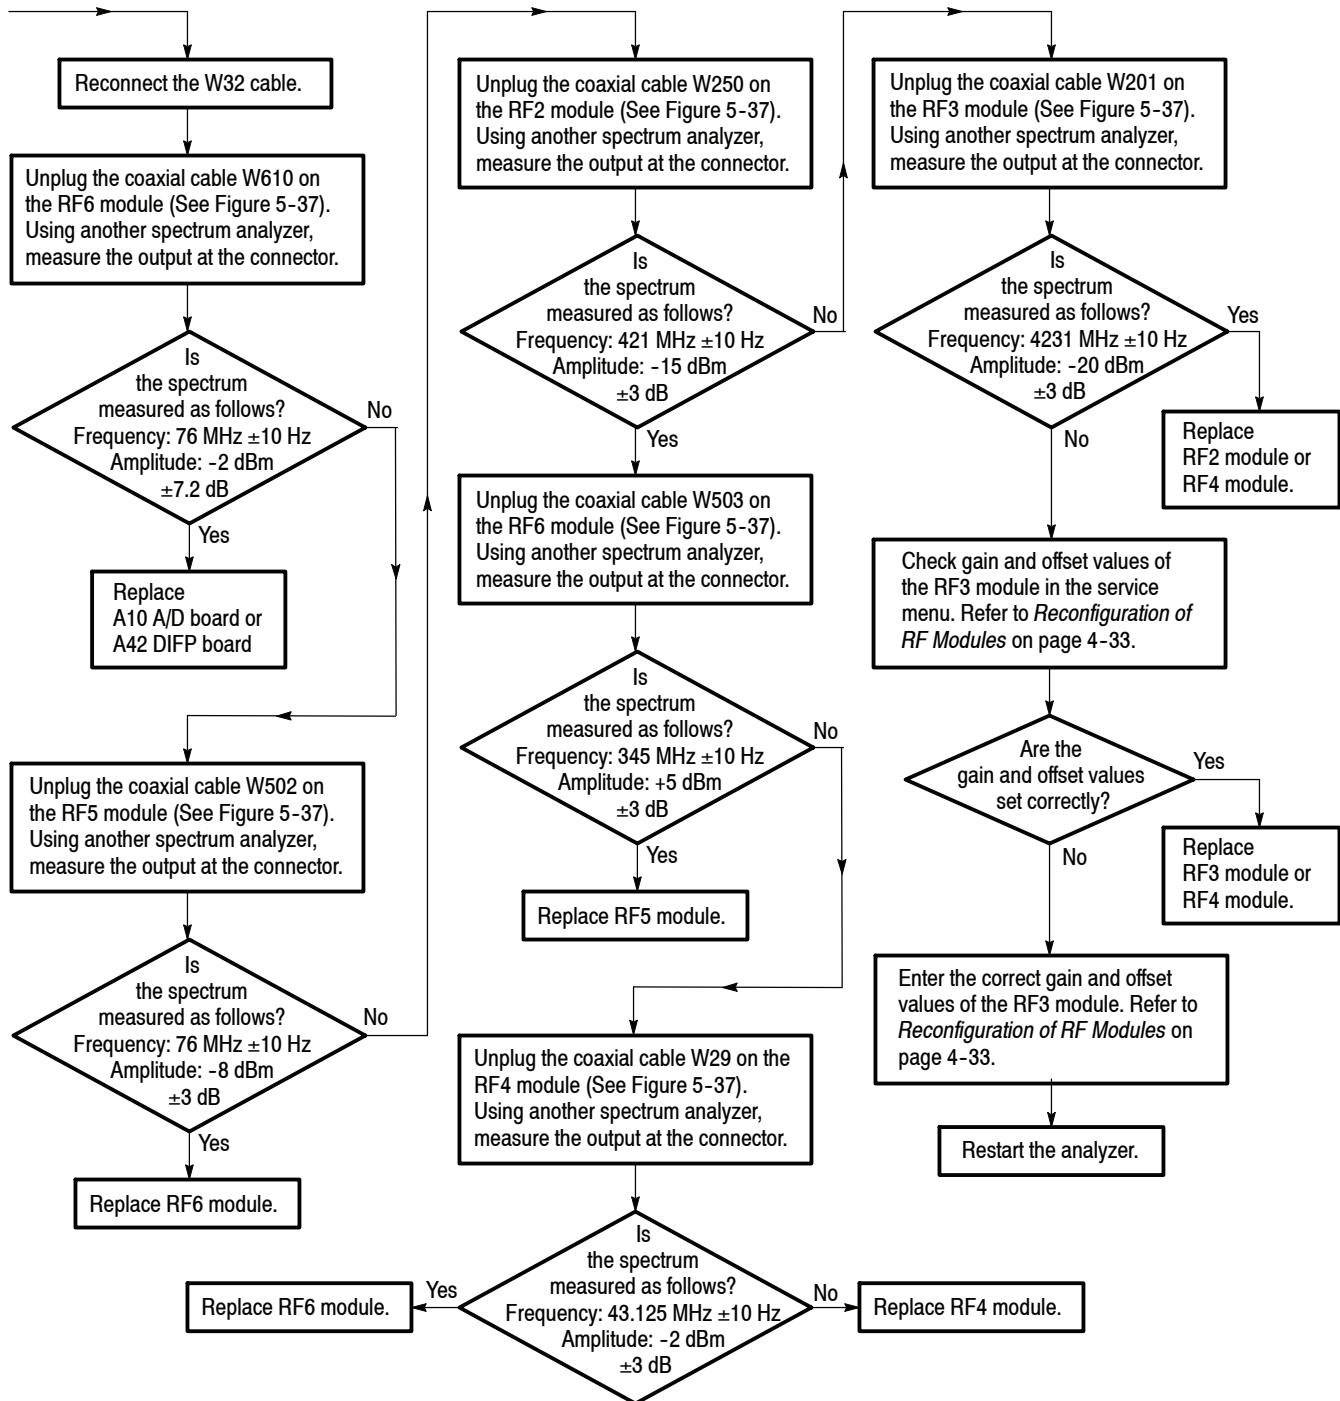 Reconnect the W32 cable.
Unplug the coaxial cable W610 on
the RF6 module (See Figure 5-37).
Using another spectrum analyzer,
measure the output at the connector.
Is
the spectrum
measured as follows?
Frequency: 76 MHz ±10 Hz
Amplitude: -2 dBm
±7.2 dB
No
Yes
Replace
A10 A/D board or
A42 DIFP board
Unplug the coaxial cable W502 on
the RF5 module (See Figure 5-37).
Using another spectrum analyzer,
measure the output at the connector.
Is
the spectrum
measured as follows?
Frequency: 76 MHz ±10 Hz
Amplitude: -8 dBm
±3 dB
No
Yes
Replace RF6 module.
Unplug the coaxial cable W250 on
the RF2 module (See Figure 5-37).
Using another spectrum analyzer,
measure the output at the connector.
Is
the spectrum
measured as follows?
Frequency: 421 MHz ±10 Hz
Amplitude: -15 dBm
±3 dB
No
Yes
Unplug the coaxial cable W503 on
the RF6 module (See Figure 5-37).
Using another spectrum analyzer,
measure the output at the connector.
Is
the spectrum
measured as follows?
Frequency: 345 MHz ±10 Hz
Amplitude: +5 dBm
±3 dB
No
Yes
Replace RF5 module.
Unplug the coaxial cable W29 on the
RF4 module (See Figure 5-37).
Using another spectrum analyzer,
measure the output at the connector.
Is
the spectrum
measured as follows?
Frequency: 43.125 MHz ±10 Hz
Amplitude: -2 dBm
±3 dB
Yes
Replace RF6 module.
No
Replace RF4 module.
Unplug the coaxial cable W201 on
the RF3 module (See Figure 5-37).
Using another spectrum analyzer,
measure the output at the connector.
Is
the spectrum
measured as follows?
Frequency: 4231 MHz ±10 Hz
Amplitude: -20 dBm
±3 dB
Yes
Replace
RF2 module or
RF4 module.
No
Check gain and offset values of
the RF3 module in the service
menu. Refer to Reconfiguration of
RF Modules on page 4-33.
Are the
gain and offset values
set correctly?
Yes
Replace
RF3 module or
RF4 module.
No
Enter the correct gain and offset
values of the RF3 module. Refer to
Reconfiguration of RF Modules on
page 4-33.
Restart the analyzer.